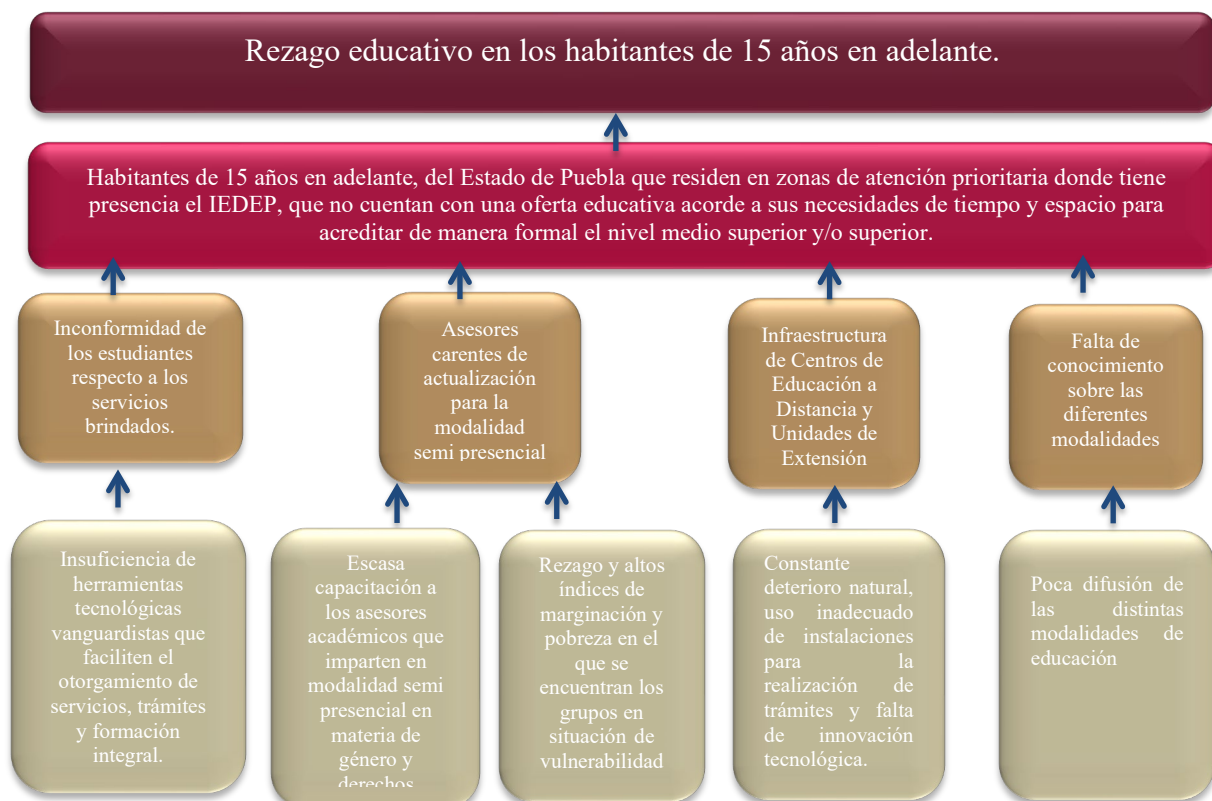 Rezago educativo en los habitantes de 15 años en adelante.
Habitantes de 15 años en adelante, del Estado de Puebla que residen en zonas de atención prioritaria donde tiene
presencia el IEDEP, que no cuentan con una oferta educativa acorde a sus necesidades de tiempo y espacio para
acreditar de manera formal el nivel medio superior y/o superior.
Inconformidad de
los estudiantes
respecto a los
servicios
brindados.
Asesores
carentes de
actualización
para la
modalidad
semi presencial
Infraestructura
de Centros de
Educación a
Distancia y
Unidades de
Extensión
Falta de
conocimiento
sobre las
diferentes
modalidades
Insuficiencia de
herramientas
tecnológicas
vanguardistas que
faciliten el
otorgamiento de
servicios, trámites
y formación
integral.
Escasa
capacitación a
los asesores
académicos que
imparten en
modalidad semi
presencial en
materia de
género y
derechos
Rezago y altos
índices de
marginación y
pobreza en el
que se
encuentran los
grupos en
situación de
vulnerabilidad
Constante
deterioro natural,
uso inadecuado
de instalaciones
para la
realización de
trámites y falta
de innovación
tecnológica.
Poca difusión de
las distintas
modalidades de
educación